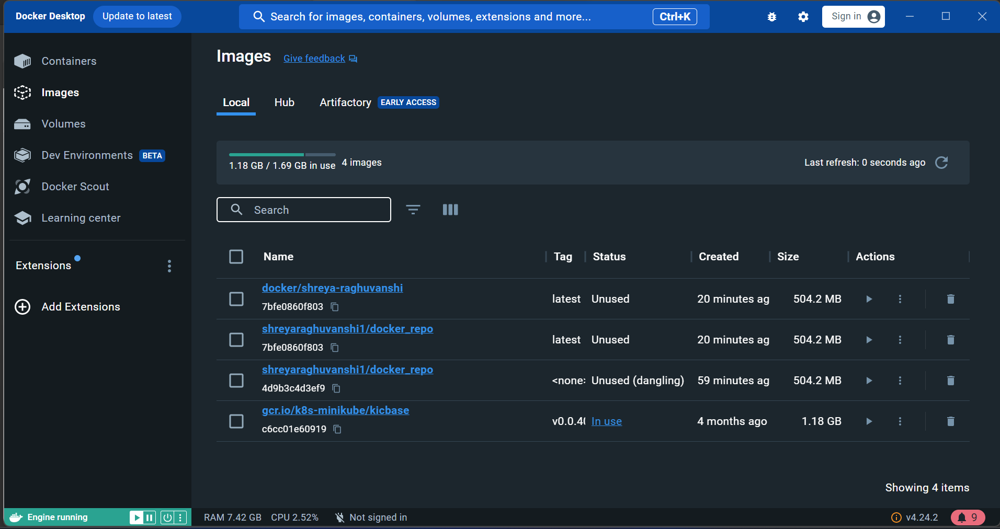 Docker Desktop
Update to latest
Search for images, containers, volumes, extensions and more...
Ctrl+K
Sign in
Containers
Images
Volumes
Dev Environments BETA
Docker Scout
Learning center
Extensions
Add Extensions
Images
Give feedback
Local Hub Artifactory EARLY ACCESS
1.18 GB / 1.69 GB in use 4 images
Last refresh: 0 seconds ago
Search
Name Tag Status Created Size Actions
docker/shreya-raghuvanshi
7bfe0860f803
latest Unused 20 minutes ag 504.2 MB
shreyaraghuvanshi1/docker_repo
7bfe0860f803
latest Unused 20 minutes ag 504.2 MB
shreyaraghuvanshi1/docker_repo
4d9b3c4d3ef9
<none> Unused (dangling) 59 minutes ag 504.2 MB
gcr.io/k8s-minikube/kicbase
c6cc01e60919
v0.0.40 In use 4 months ago 1.18 GB
Showing 4 items
Engine running
RAM 7.42 GB CPU 2.52% Not signed in
v4.24.2
9